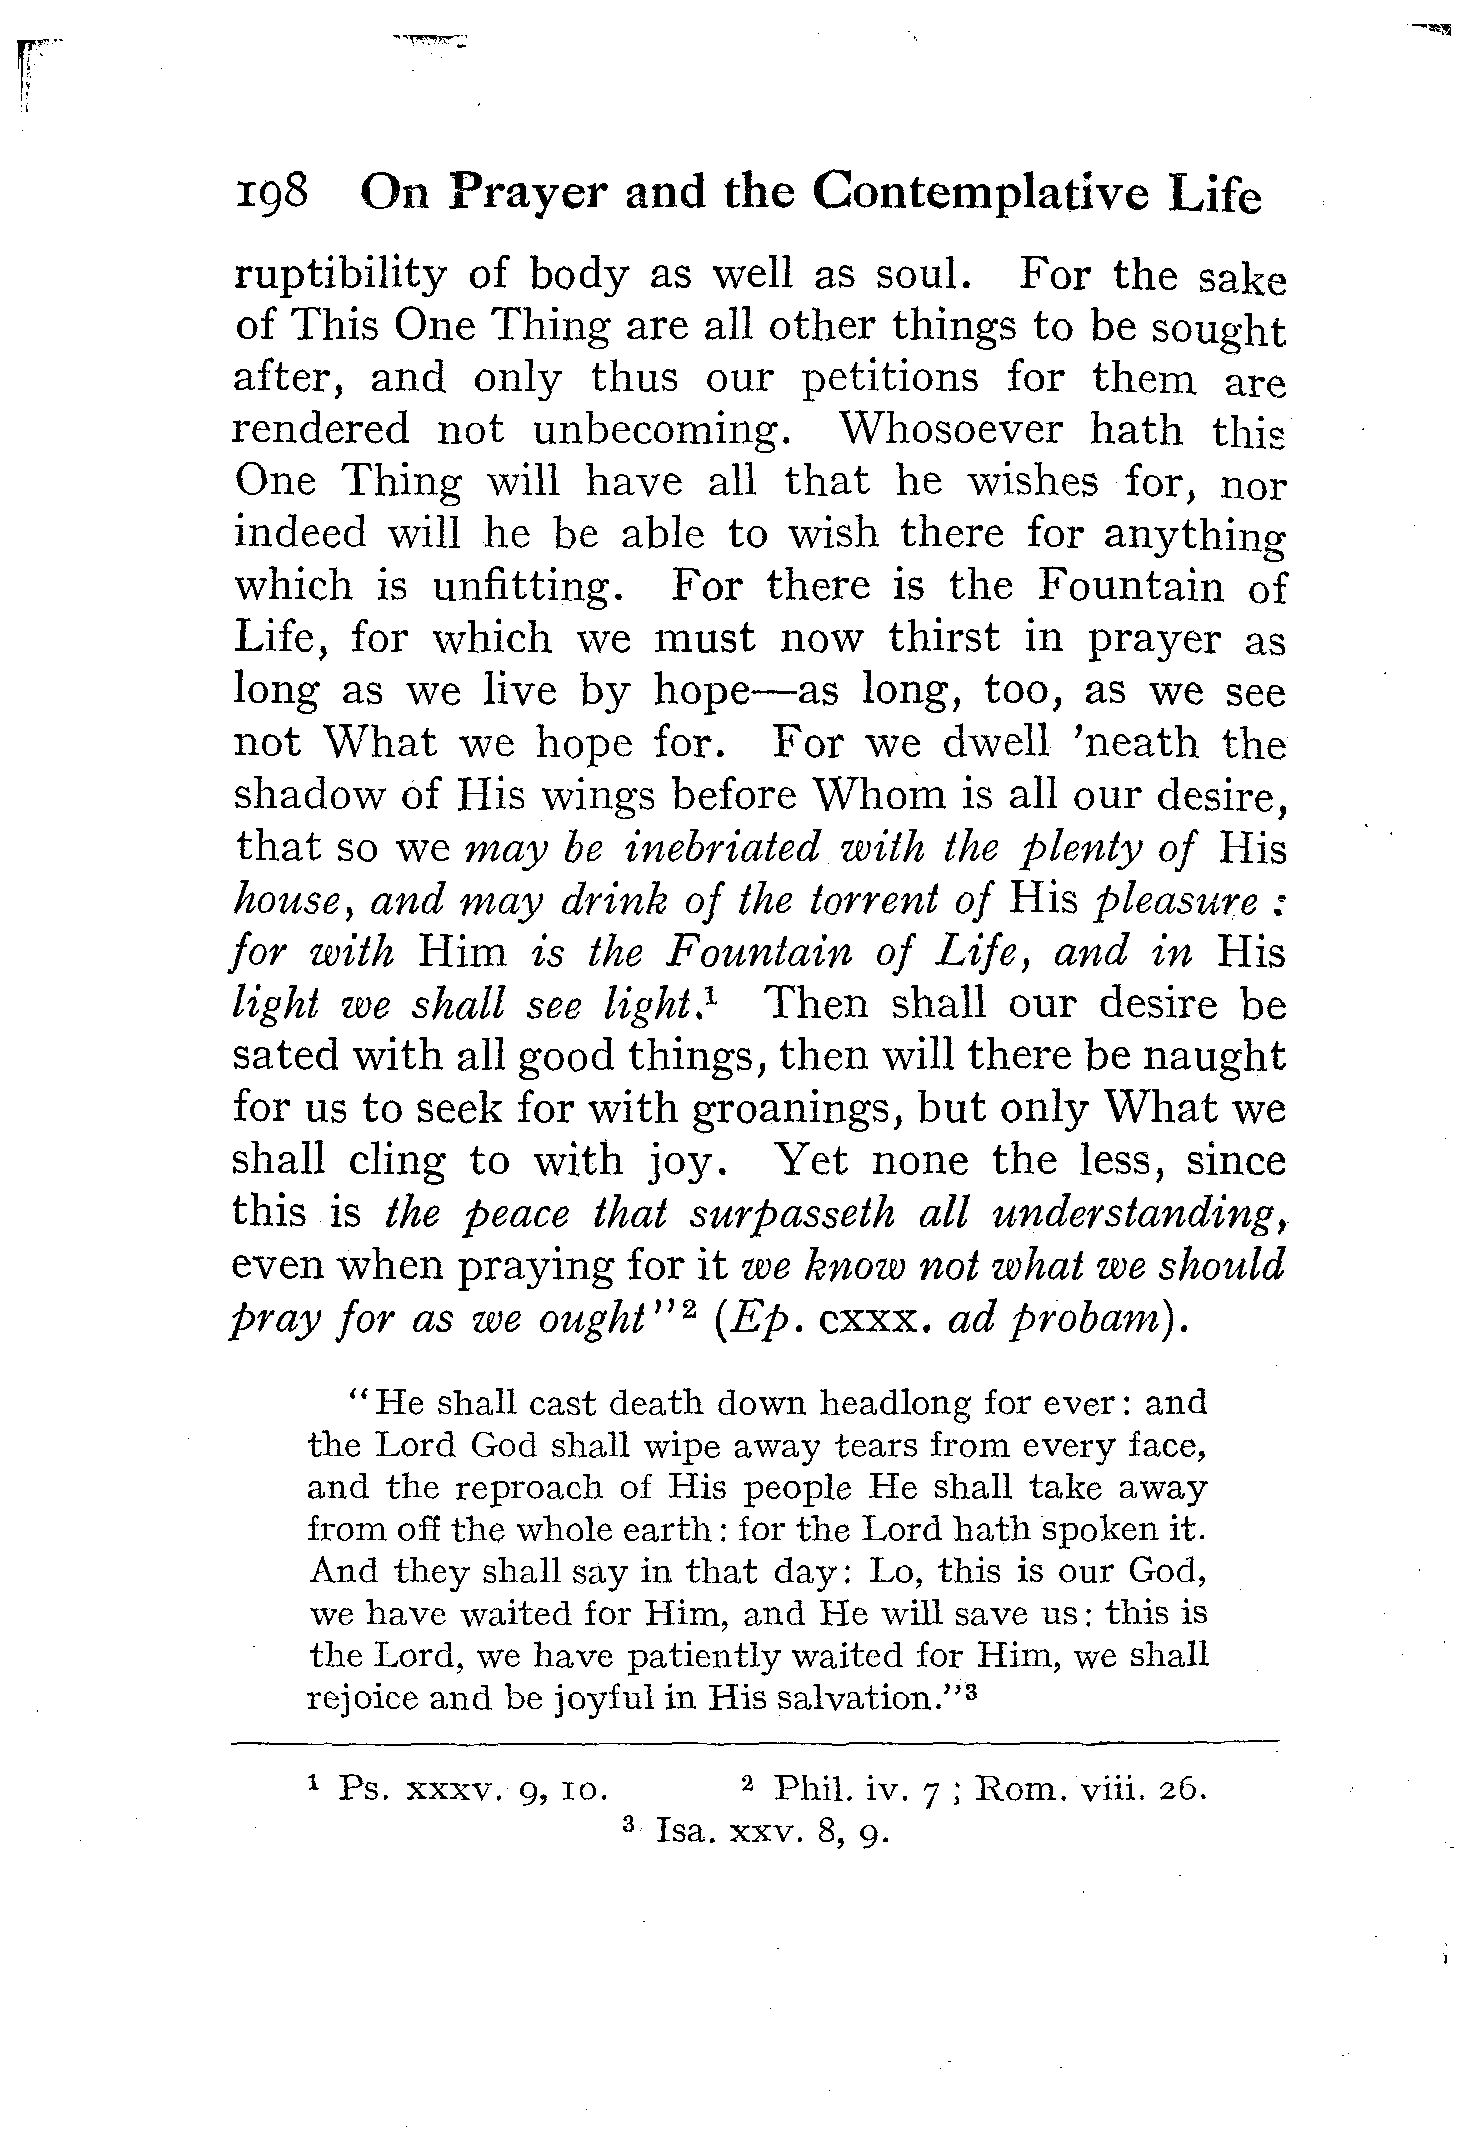 198 On Prayer and the Contemplative Life
ruptibility of body as well as soul. For the sake
of This One Thing are all other things to be sought
after, and only thus our petitions for them are
rendered not unbecoming. Whosoever hath this
One Thing will have all that he wishes for, nor
indeed will he be able to wish there for anything
which is unfitting. For there is the Fountain of
Life, for which we must now thirst in prayer as
long as we live by hope—as long, too, as we see
not What we hope for. For we dwell 'neath the
shadow of His wings before Whom is all our desire,
that so we may be inebriated with the plenty of His
house, and may drink of the torrent of His pleasure :
for with Him is the Fountain of Life, and in His
light we shall see light.¹ Then shall our desire be
sated with all good things, then will there be naught
for us to seek for with groanings, but only What we
shall cling to with joy. Yet none the less, since
this is the peace that surpasseth all understanding,
even when praying for it we know not what we should
pray for as we ought"² (Ep. cxxx. ad probam).
"He shall cast death down headlong for ever: and
the Lord God shall wipe away tears from every face,
and the reproach of His people He shall take away
from off the whole earth: for the Lord hath spoken it.
And they shall say in that day: Lo, this is our God,
we have waited for Him, and He will save us: this is
the Lord, we have patiently waited for Him, we shall
rejoice and be joyful in His salvation."³
¹ Ps. xxxv. 9, 10. ² Phil. iv. 7 ; Rom. viii. 26.
³ Isa. xxv. 8, 9.